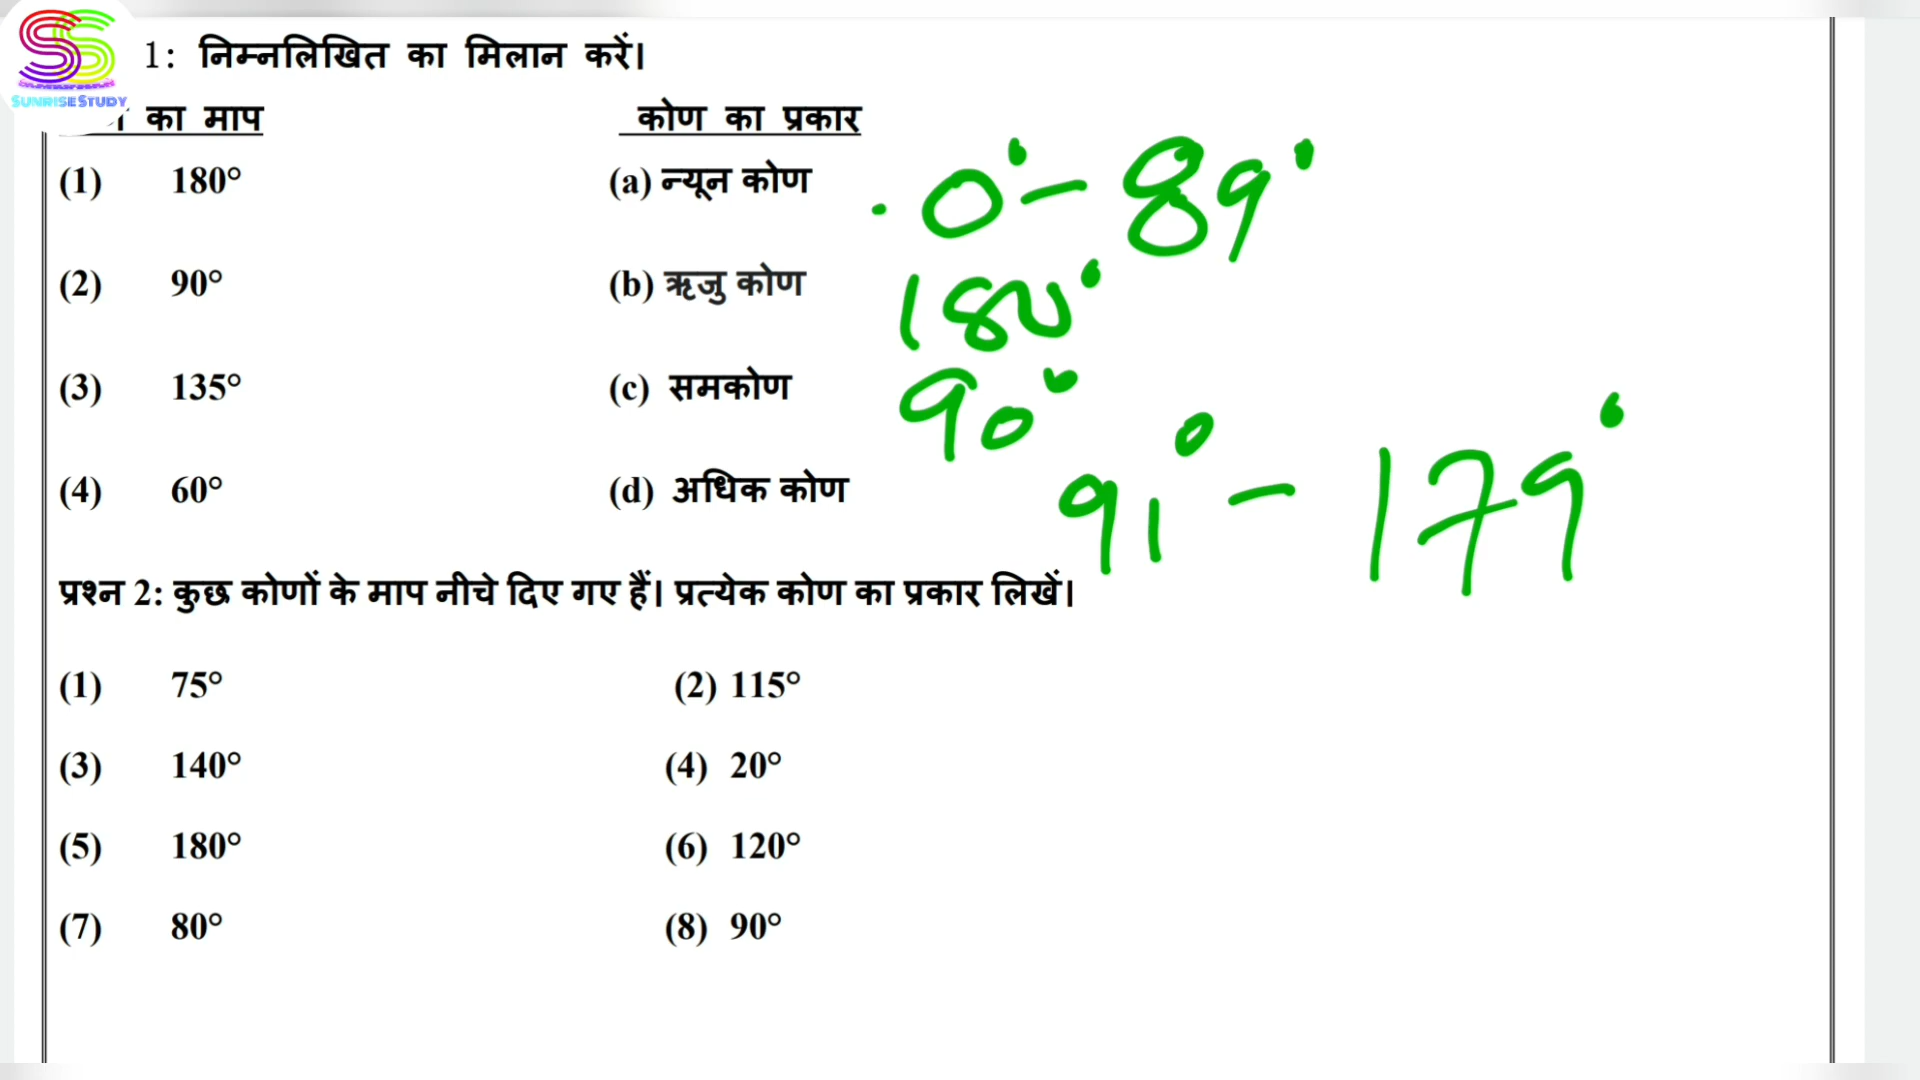 SUNRISESTUDY
1: निम्नलिखित का मिलान करें।
का माप कोण का प्रकार
(1) 180° (a) न्यून कोण 0° - 89°
(2) 90° (b) ऋजु कोण 180°
(3) 135° (c) समकोण 90°
(4) 60° (d) अधिक कोण 91° - 179°
प्रश्न 2: कुछ कोणों के माप नीचे दिए गए हैं। प्रत्येक कोण का प्रकार लिखें।
(1) 75° (2) 115°
(3) 140° (4) 20°
(5) 180° (6) 120°
(7) 80° (8) 90°